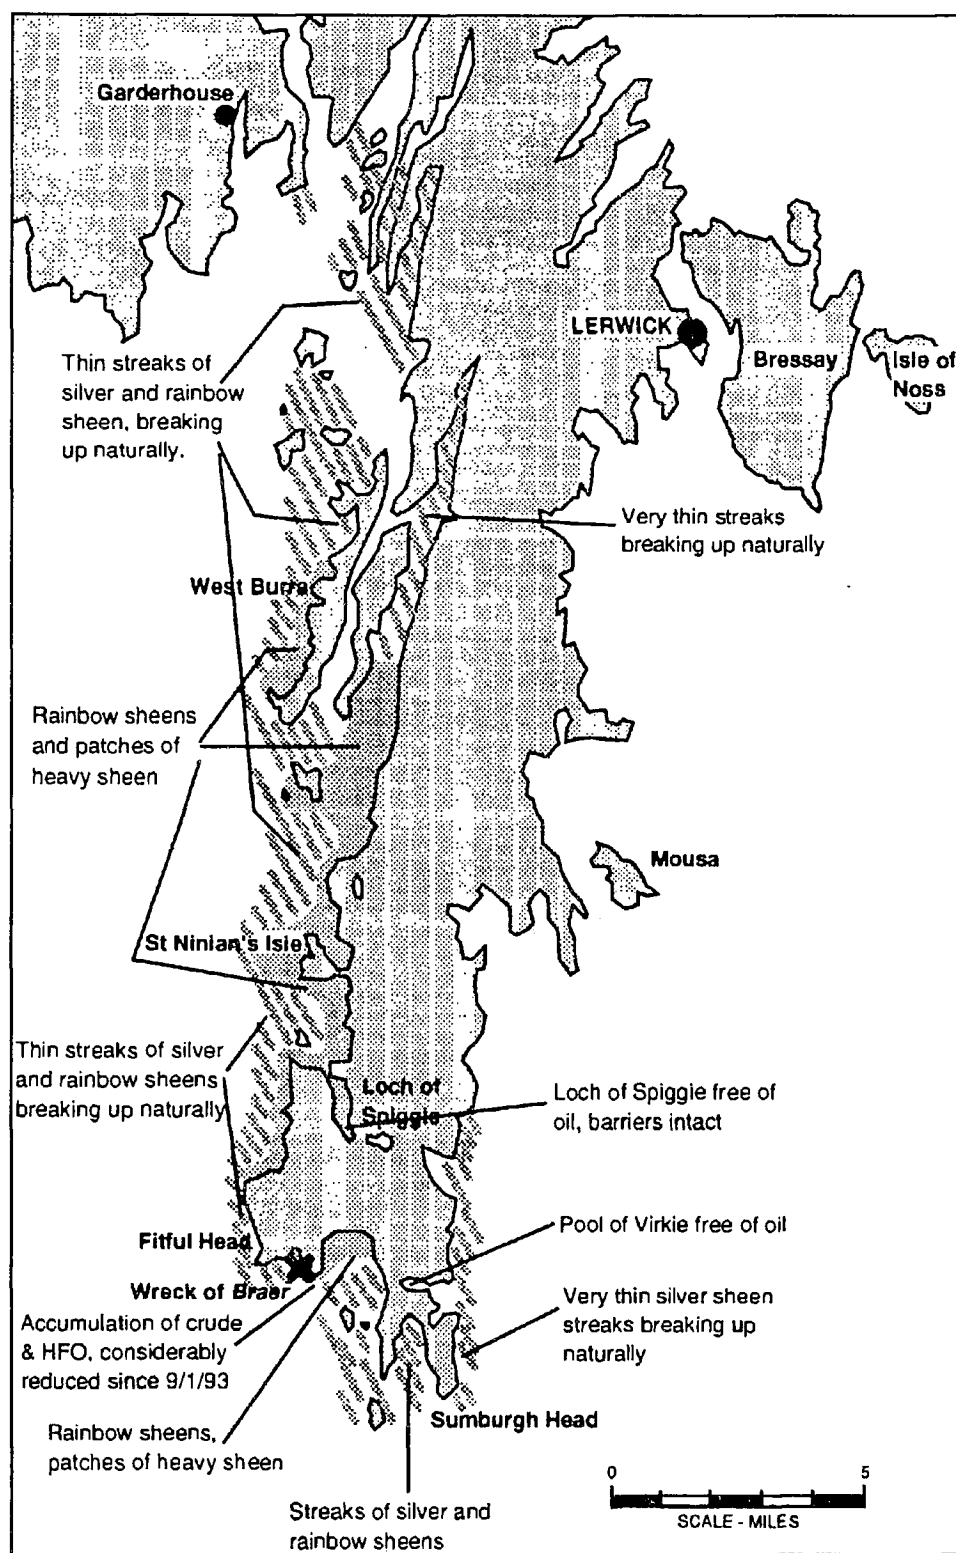 Garderhouse
LERWICK
Bressay
Isle of
Noss
Thin streaks of
silver and rainbow
sheen, breaking
up naturally.
Very thin streaks
breaking up naturally
West Burra
Rainbow sheens
and patches of
heavy sheen
Mousa
St Ninian's Isle
Thin streaks of silver
and rainbow sheens
breaking up naturally
Loch of
Spiggie
Loch of Spiggie free of
oil, barriers intact
Pool of Virkie free of oil
Fitful Head
Wreck of Braer
Very thin silver sheen
streaks breaking up
naturally
Accumulation of crude
& HFO, considerably
reduced since 9/1/93
Sumburgh Head
Rainbow sheens,
patches of heavy sheen
Streaks of silver and
rainbow sheens
0 5
SCALE - MILES